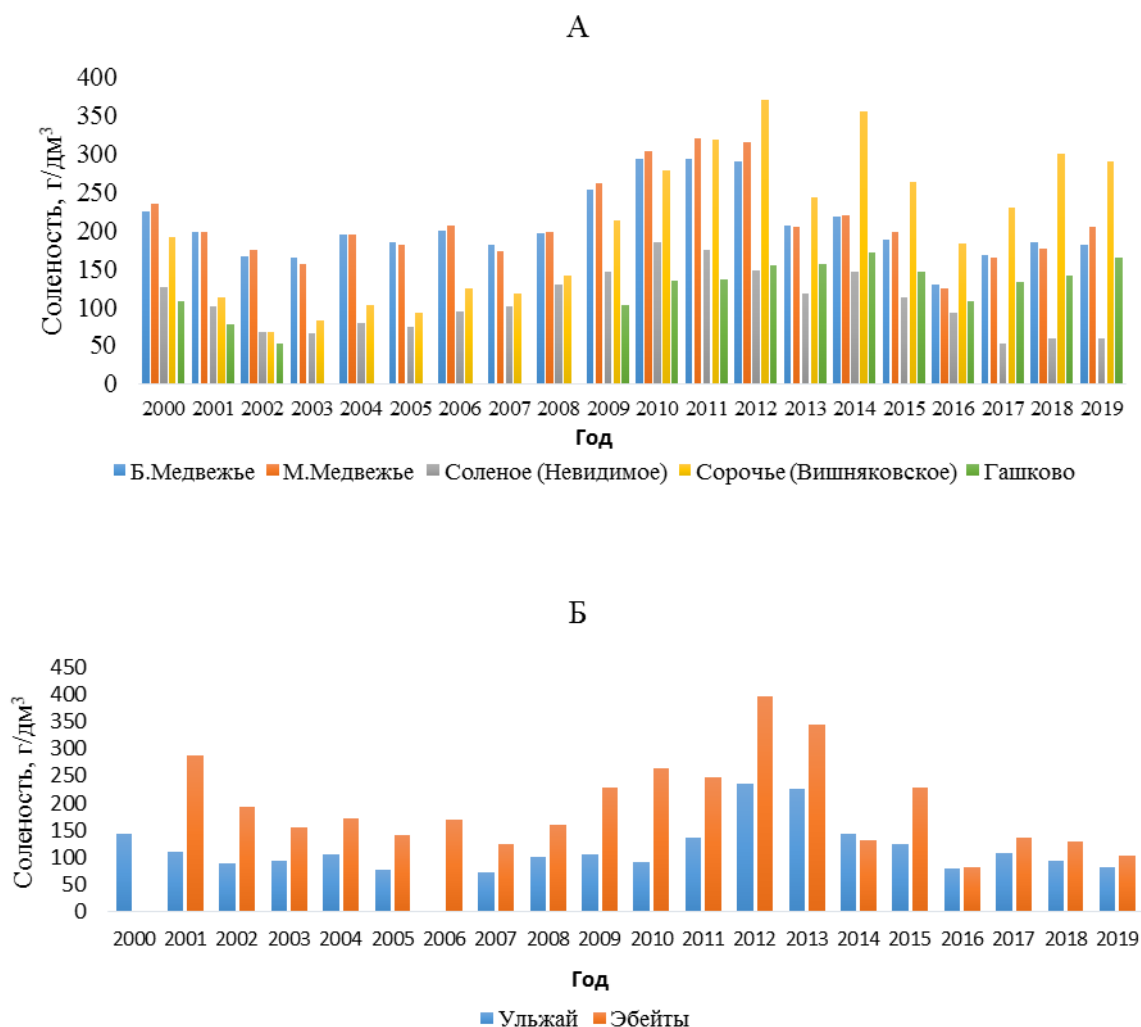 А
400
350
300
250
200
150
100
50
0
Соленость, г/дм³
2000 2001 2002 2003 2004 2005 2006 2007 2008 2009 2010 2011 2012 2013 2014 2015 2016 2017 2018 2019
Год
Б.Медвежье М.Медвежье Соленое (Невидимое) Сорочье (Вишняковское) Гашково
Б
450
400
350
300
250
200
150
100
50
0
Соленость, г/дм³
2000 2001 2002 2003 2004 2005 2006 2007 2008 2009 2010 2011 2012 2013 2014 2015 2016 2017 2018 2019
Год
Ульжай Эбейты